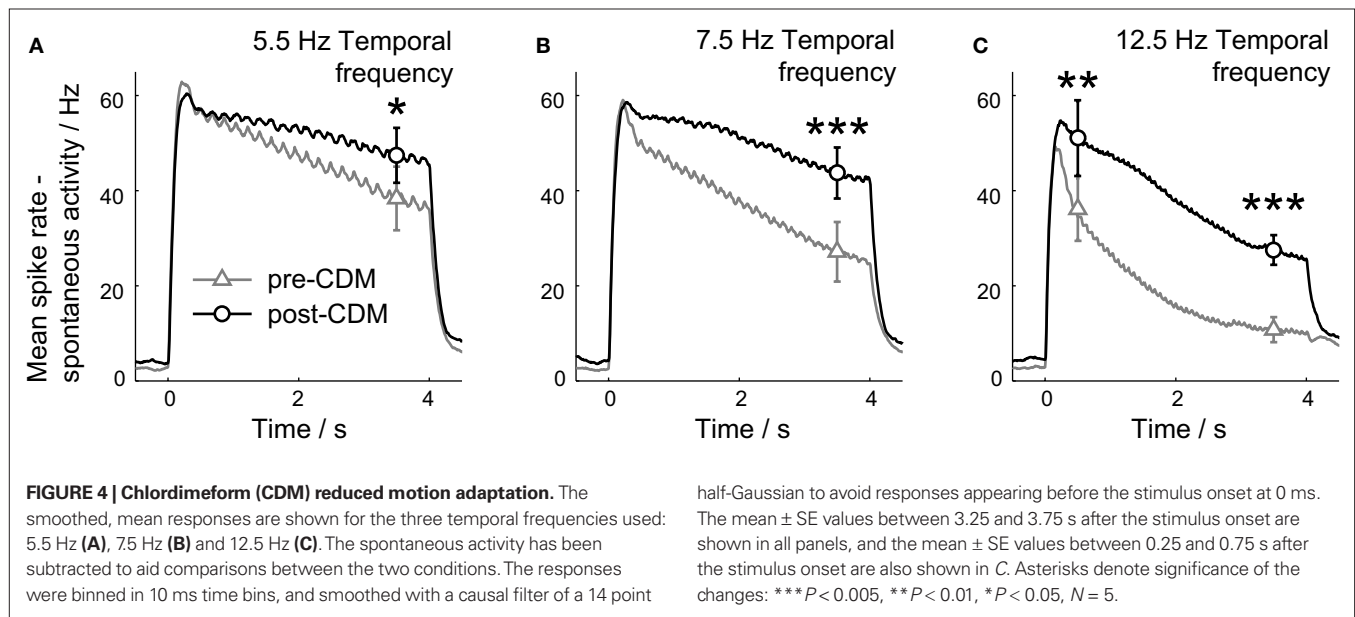 A
5.5 Hz Temporal
frequency
B
7.5 Hz Temporal
frequency
C
12.5 Hz Temporal
frequency
Mean spike rate -
spontaneous activity / Hz
60
40
20
0
*
pre-CDM
post-CDM
0
2
4
Time / s
60
40
20
0
***
0
2
4
Time / s
60
40
20
0
**
***
0
2
4
Time / s
FIGURE 4 | Chlordimeform (CDM) reduced motion adaptation. The
smoothed, mean responses are shown for the three temporal frequencies used:
5.5 Hz (A), 7.5 Hz (B) and 12.5 Hz (C). The spontaneous activity has been
subtracted to aid comparisons between the two conditions. The responses
were binned in 10 ms time bins, and smoothed with a causal filter of a 14 point
half-Gaussian to avoid responses appearing before the stimulus onset at 0 ms.
The mean ± SE values between 3.25 and 3.75 s after the stimulus onset are
shown in all panels, and the mean ± SE values between 0.25 and 0.75 s after
the stimulus onset are also shown in C. Asterisks denote significance of the
changes: ***P < 0.005, **P < 0.01, *P < 0.05, N = 5.